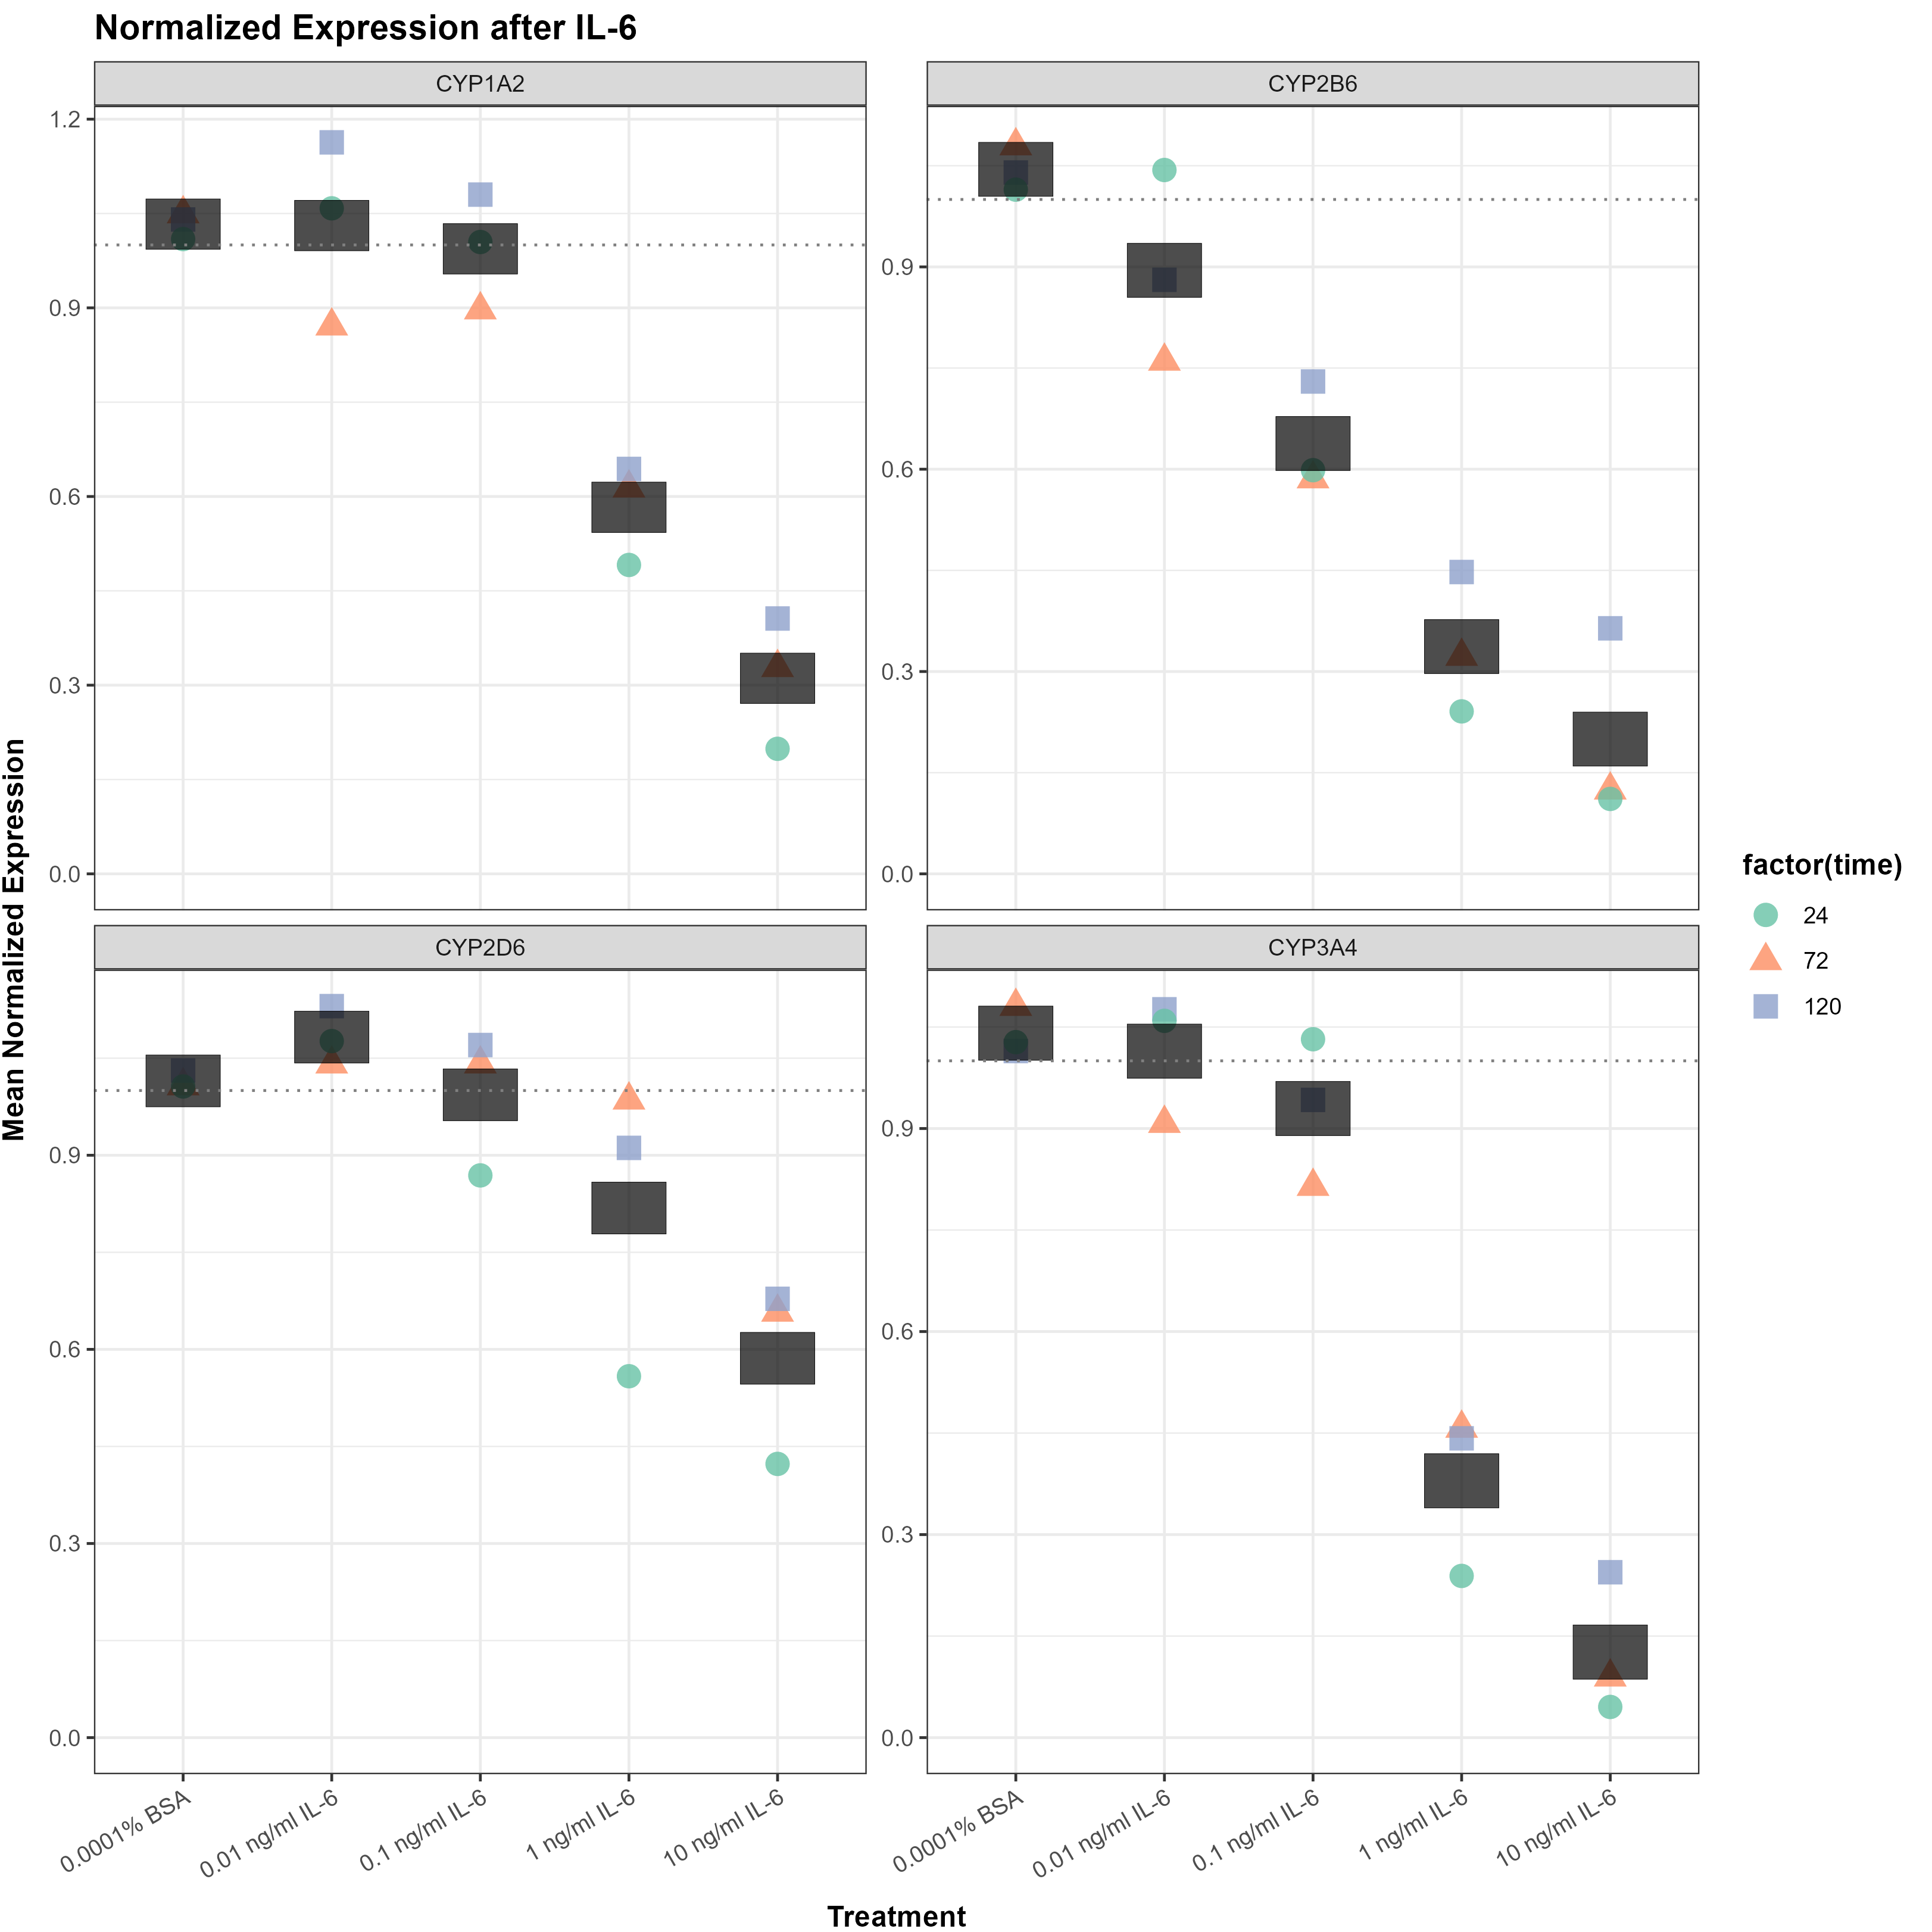 Normalized Expression after IL-6
CYP1A2
CYP2B6
1.2
0.9
0.6
0.3
0.0
0.9
0.6
0.3
0.0
CYP2D6
CYP3A4
0.9
0.6
0.3
0.0
0.9
0.6
0.3
0.0
Mean Normalized Expression
0.0001% BSA
0.01 ng/ml IL-6
0.1 ng/ml IL-6
1 ng/ml IL-6
10 ng/ml IL-6
0.0001% BSA
0.01 ng/ml IL-6
0.1 ng/ml IL-6
1 ng/ml IL-6
10 ng/ml IL-6
Treatment
factor(time)
24
72
120